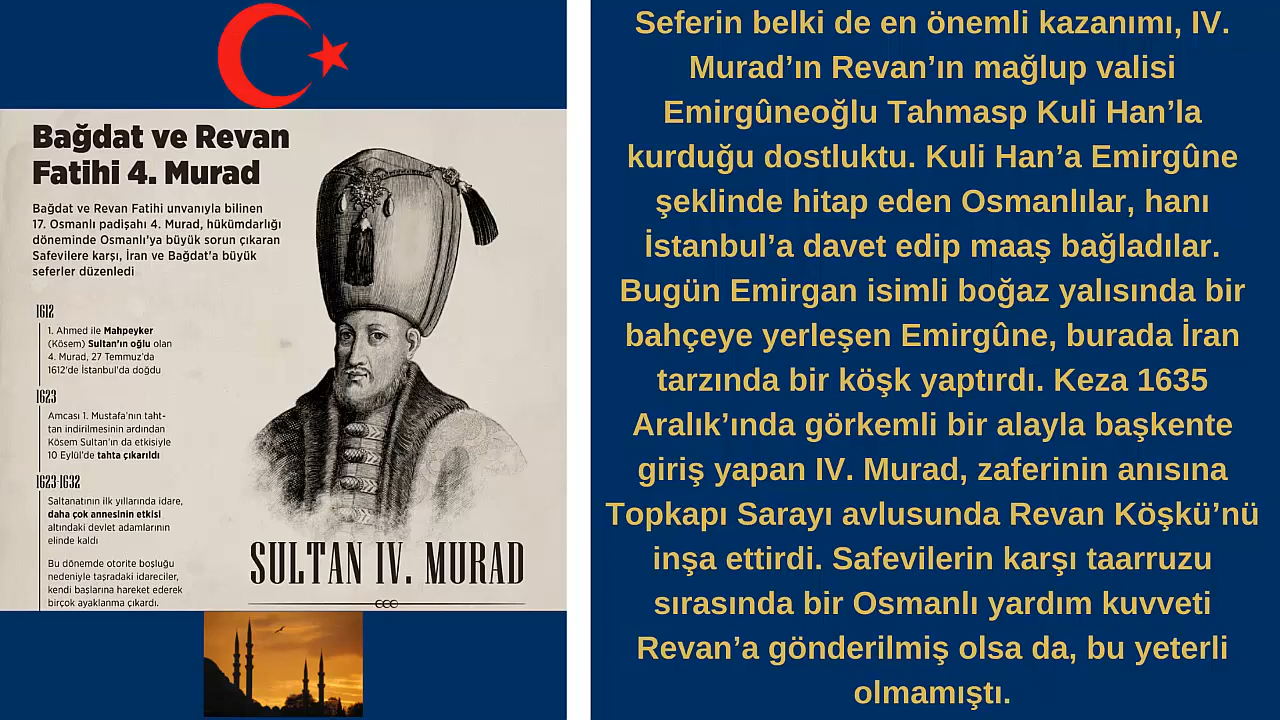 Bağdat ve Revan
Fatihi 4. Murad
Bağdat ve Revan Fatihi unvanıyla bilinen
17. Osmanlı padişahı 4. Murad, hükümdarlığı
döneminde Osmanlı'ya büyük sorun çıkaran
Safevilere karşı, İran ve Bağdat'a büyük
seferler düzenledi
1612
1. Ahmed ile Mahpeyker
(Kösem) Sultan'ın oğlu olan
4. Murad, 27 Temmuz'da
1612'de İstanbul'da doğdu
1623
Amcası 1. Mustafa'nın taht-
tan indirilmesinin ardından
Kösem Sultan'ın da etkisiyle
10 Eylül'de tahta çıkarıldı
1623-1632
Saltanatının ilk yıllarında idare,
daha çok annesinin etkisi
altındaki devlet adamlarının
elinde kaldı
Bu dönemde otorite boşluğu
nedeniyle taşradaki idareciler,
kendi başlarına hareket ederek
birçok ayaklanma çıkardı.
SULTAN IV. MURAD
Seferin belki de en önemli kazanımı, IV.
Murad’ın Revan’ın mağlup valisi
Emirgûneoğlu Tahmasp Kuli Han’la
kurduğu dostluktu. Kuli Han’a Emirgûne
şeklinde hitap eden Osmanlılar, hanı
İstanbul’a davet edip maaş bağladılar.
Bugün Emirgan isimli boğaz yalısında bir
bahçeye yerleşen Emirgûne, burada İran
tarzında bir köşk yaptırdı. Keza 1635
Aralık’ında görkemli bir alayla başkente
giriş yapan IV. Murad, zaferinin anısına
Topkapı Sarayı avlusunda Revan Köşkü’nü
inşa ettirdi. Safevilerin karşı taarruzu
sırasında bir Osmanlı yardım kuvveti
Revan’a gönderilmiş olsa da, bu yeterli
olmamıştı.